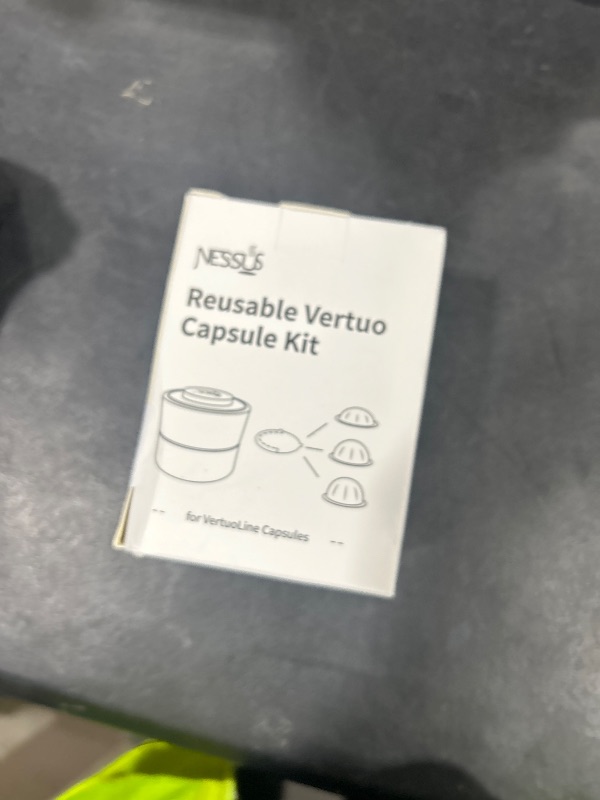 NESSUS
Reusable Vertuo
Capsule Kit
-- for VertuoLine Capsules --